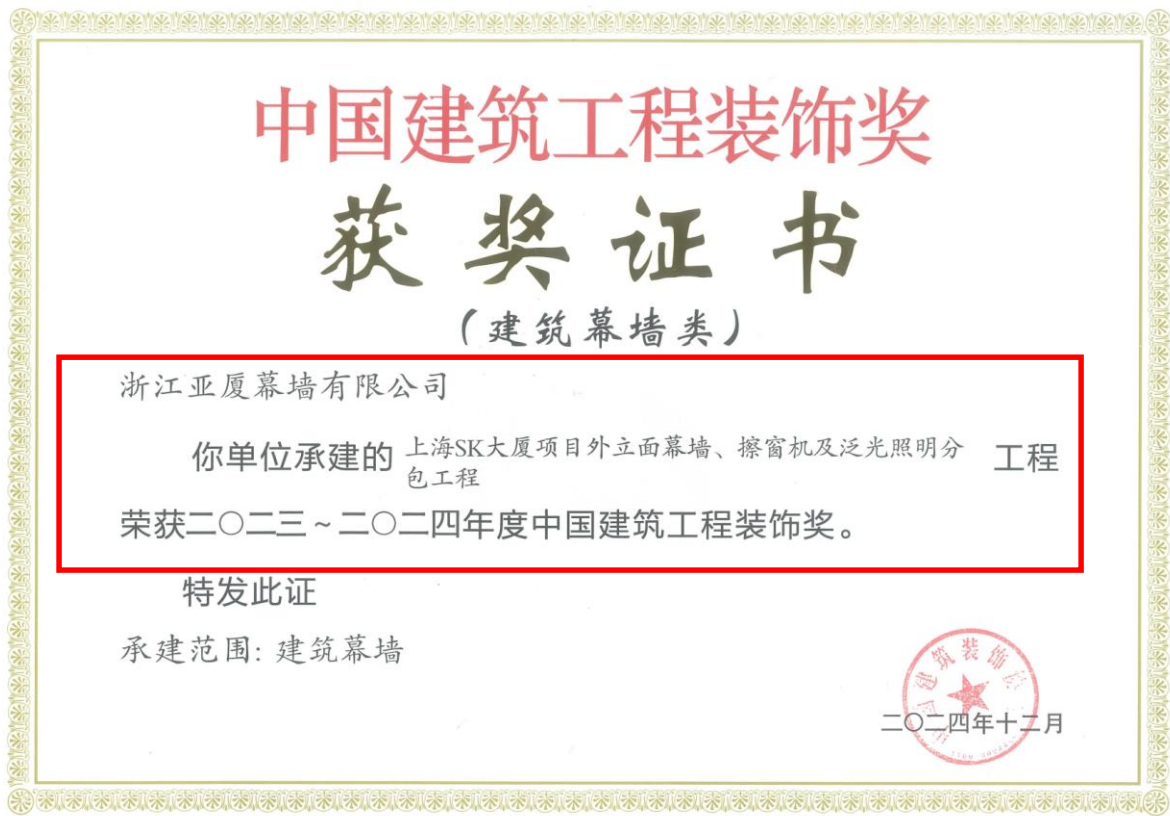 中国建筑工程装饰奖
获奖证书
(建筑幕墙类)
浙江亚厦幕墙有限公司
你单位承建的 上海SK大厦项目外立面幕墙、擦窗机及泛光照明分包工程 工程
荣获二〇二三～二〇二四年度中国建筑工程装饰奖。
特发此证
承建范围: 建筑幕墙
二〇二四年十二月